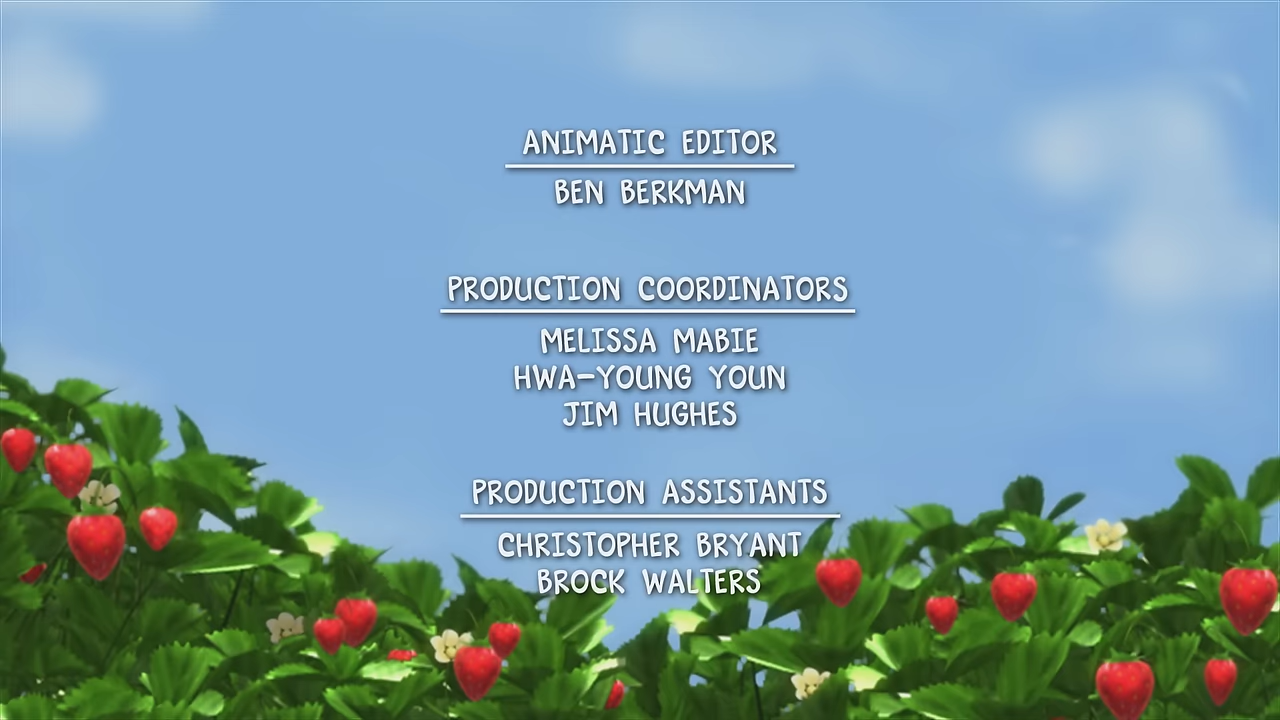 ANIMATIC EDITOR
BEN BERKMAN
PRODUCTION COORDINATORS
MELISSA MABIE
HWA-YOUNG YOUN
JIM HUGHES
PRODUCTION ASSISTANTS
CHRISTOPHER BRYANT
BROCK WALTERS